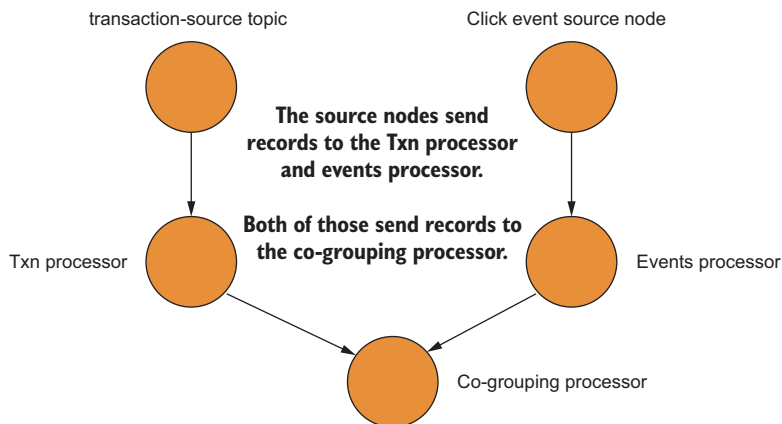 transaction-source topic
Click event source node
The source nodes send
records to the Txn processor
and events processor.
Both of those send records to
the co-grouping processor.
Txn processor
Events processor
Co-grouping processor